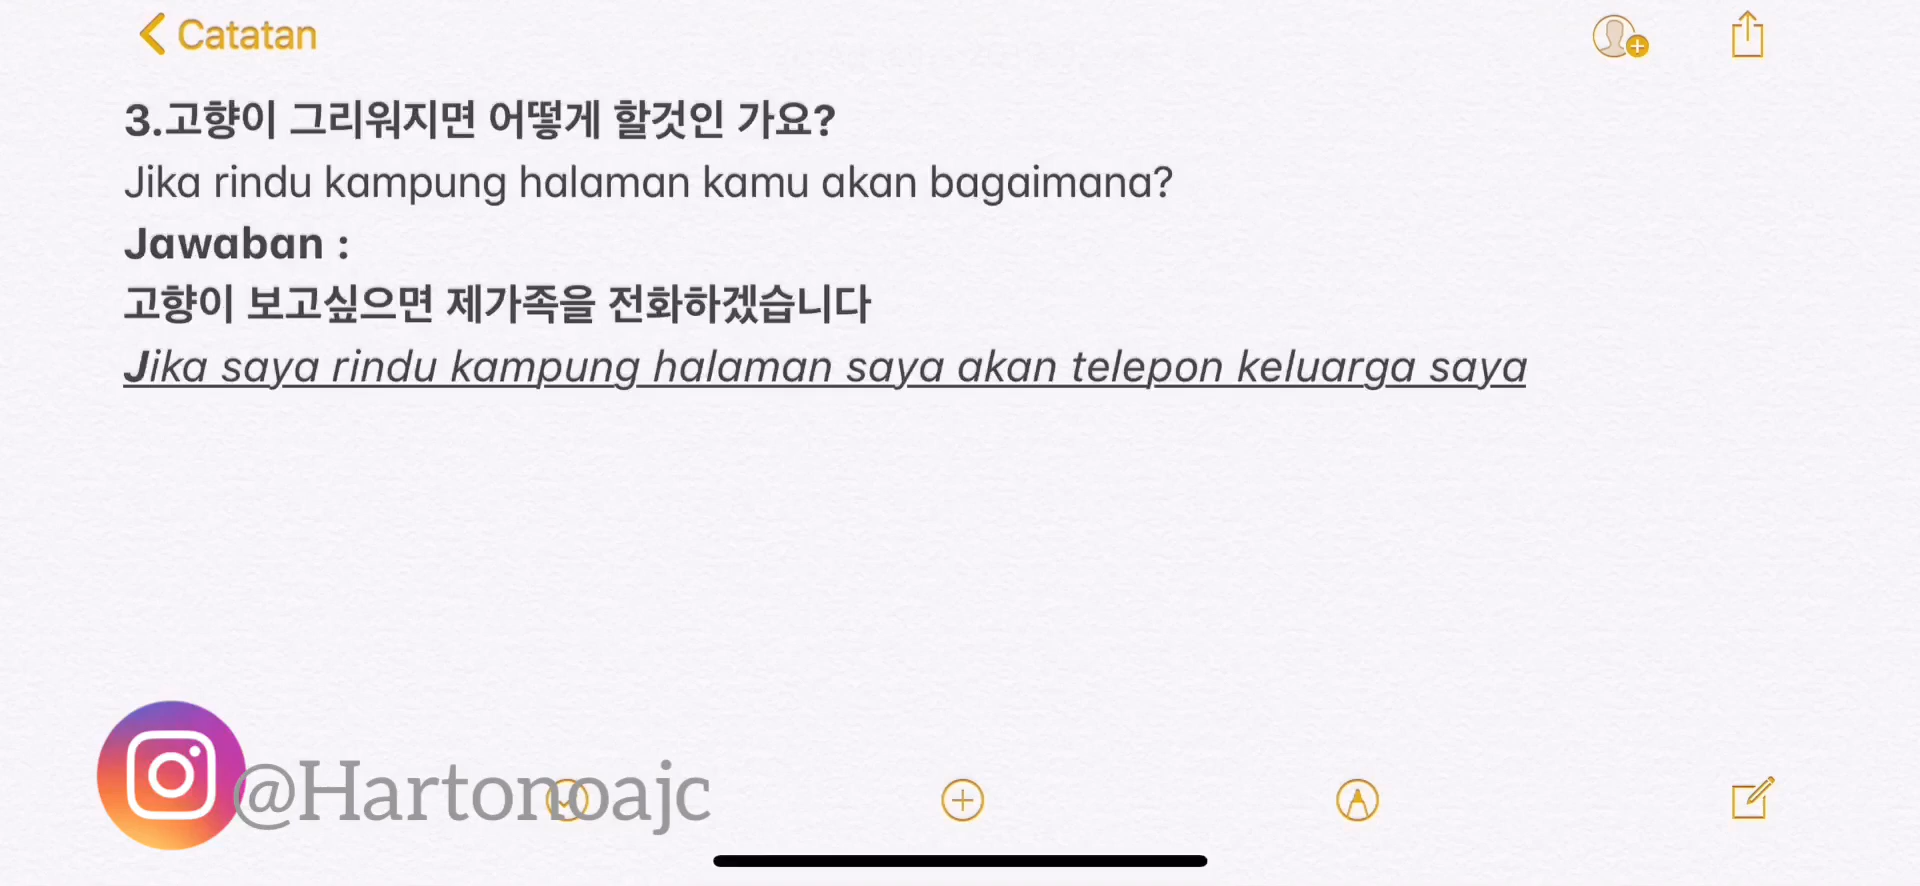 Catatan
3.고향이 그리워지면 어떻게 할것인 가요?
Jika rindu kampung halaman kamu akan bagaimana?
Jawaban :
고향이 보고싶으면 제가족을 전화하겠습니다
Jika saya rindu kampung halaman saya akan telepon keluarga saya
@Hartonoajc